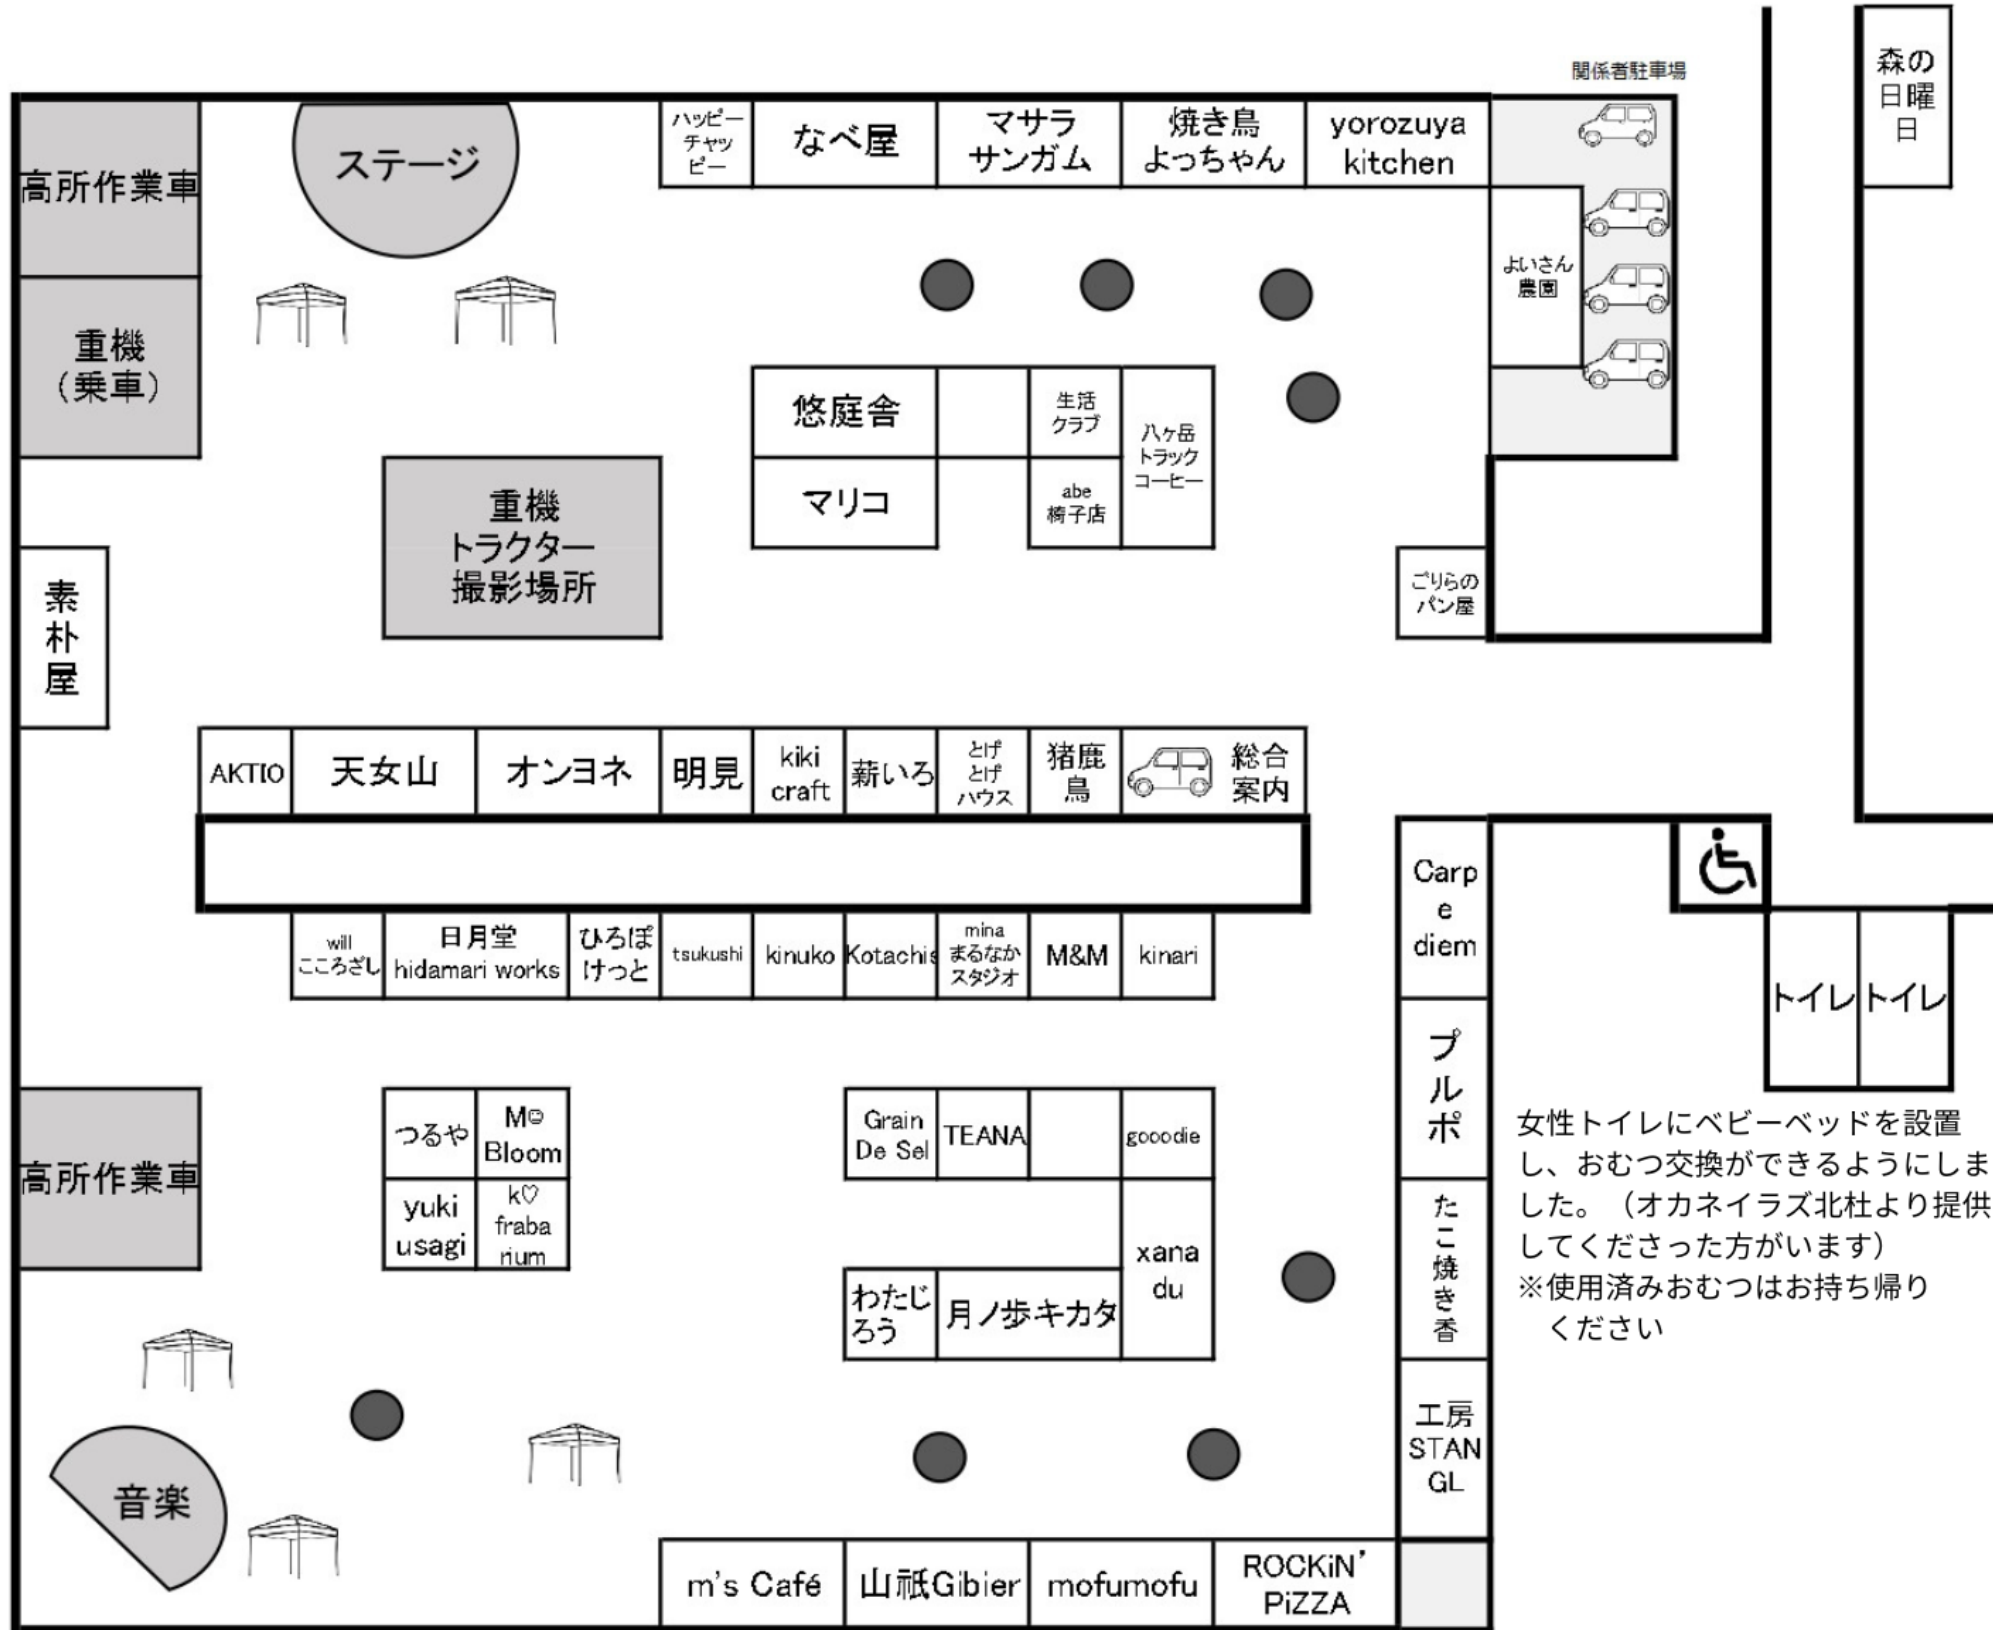 関係者駐車場
森の
日曜
日
高所作業車
ステージ
ハッピー
チャッ
ピー
なべ屋
マサラ
サンガム
焼き鳥
よっちゃん
yorozuya
kitchen
よいさん
農園
重機
（乗車）
悠庭舎
生活
クラブ
八ヶ岳
トラック
コーヒー
マリコ
abe
椅子店
重機
トラクター
撮影場所
ごりらの
パン屋
素
朴
屋
AKTIO
天女山
オンヨネ
明見
kiki
craft
薪いろ
とげ
とげ
ハウス
猪鹿
鳥
総合
案内
Carp
e
diem
will
こころざし
日月堂
hidamari works
ひろぽ
けっと
tsukushi
kinuko
Kotachis
mina
まるなか
スタジオ
M&M
kinari
トイレ
トイレ
プ
ル
ポ
高所作業車
つるや
M☺
Bloom
yuki
usagi
k♡
fraba
rium
Grain
De Sel
TEANA
gooodie
xana
du
わたじ
ろう
月ノ歩キカタ
た
こ
焼
き
香
女性トイレにベビーベッドを設置
し、おむつ交換ができるようにしま
した。（オカネイラズ北杜より提供
してくださった方がいます）
※使用済みおむつはお持ち帰り
ください
工房
STAN
GL
音楽
m's Café
山祇Gibier
mofumofu
ROCKiN'
PiZZA